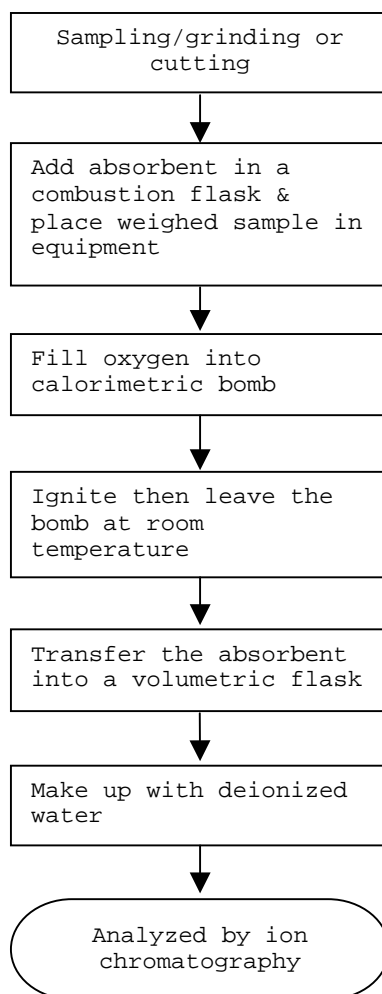 Sampling/grinding or
cutting
Add absorbent in a
combustion flask &
place weighed sample in
equipment
Fill oxygen into
calorimetric bomb
Ignite then leave the
bomb at room
temperature
Transfer the absorbent
into a volumetric flask
Make up with deionized
water
Analyzed by ion
chromatography